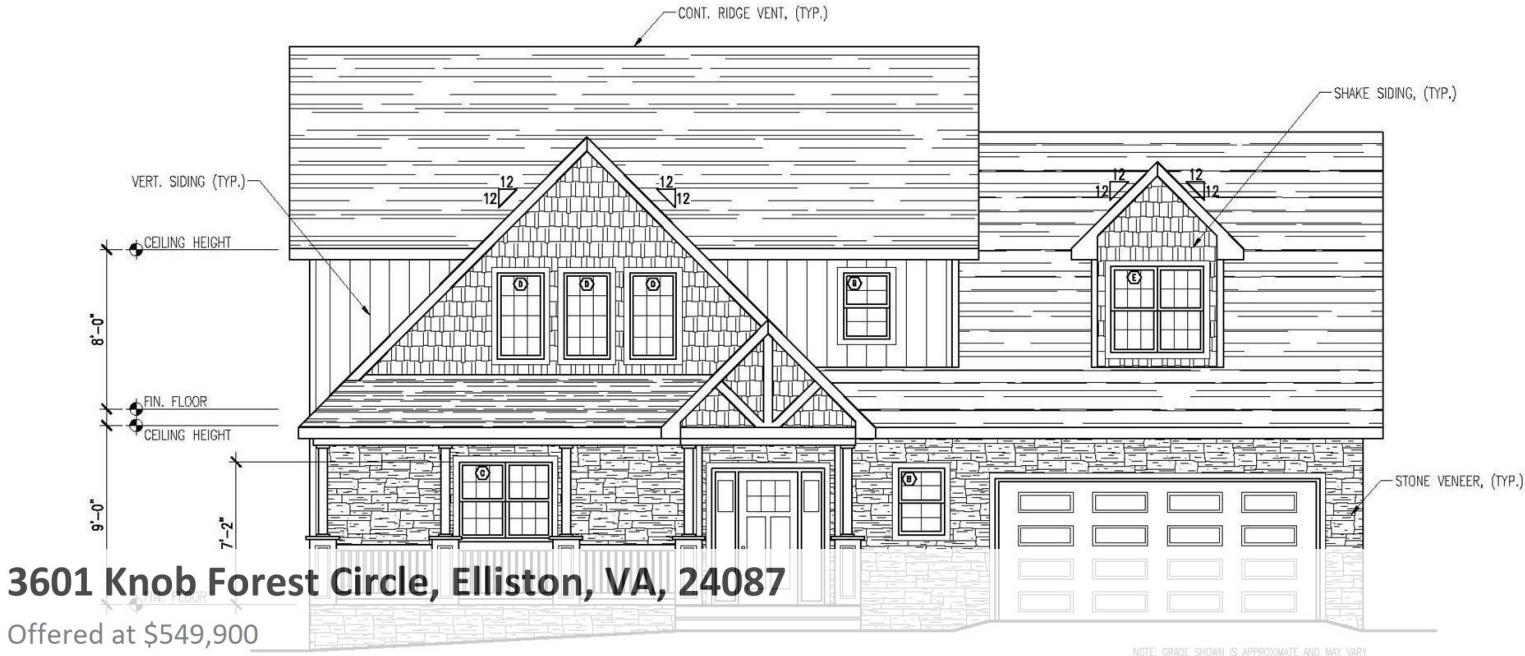 CONT. RIDGE VENT, (TYP.)
SHAKE SIDING, (TYP.)
VERT. SIDING (TYP.)
12
12
12
12
12
12
12
12
CEILING HEIGHT
D
D
D
B
E
8'-0"
FIN. FLOOR
CEILING HEIGHT
C
B
STONE VENEER, (TYP.)
9'-0"
7'-2"
3601 Knob Forest Circle, Elliston, VA, 24087
FIN. FLOOR
Offered at $549,900
NOTE: GRADE SHOWN IS APPROXIMATE AND MAY VARY